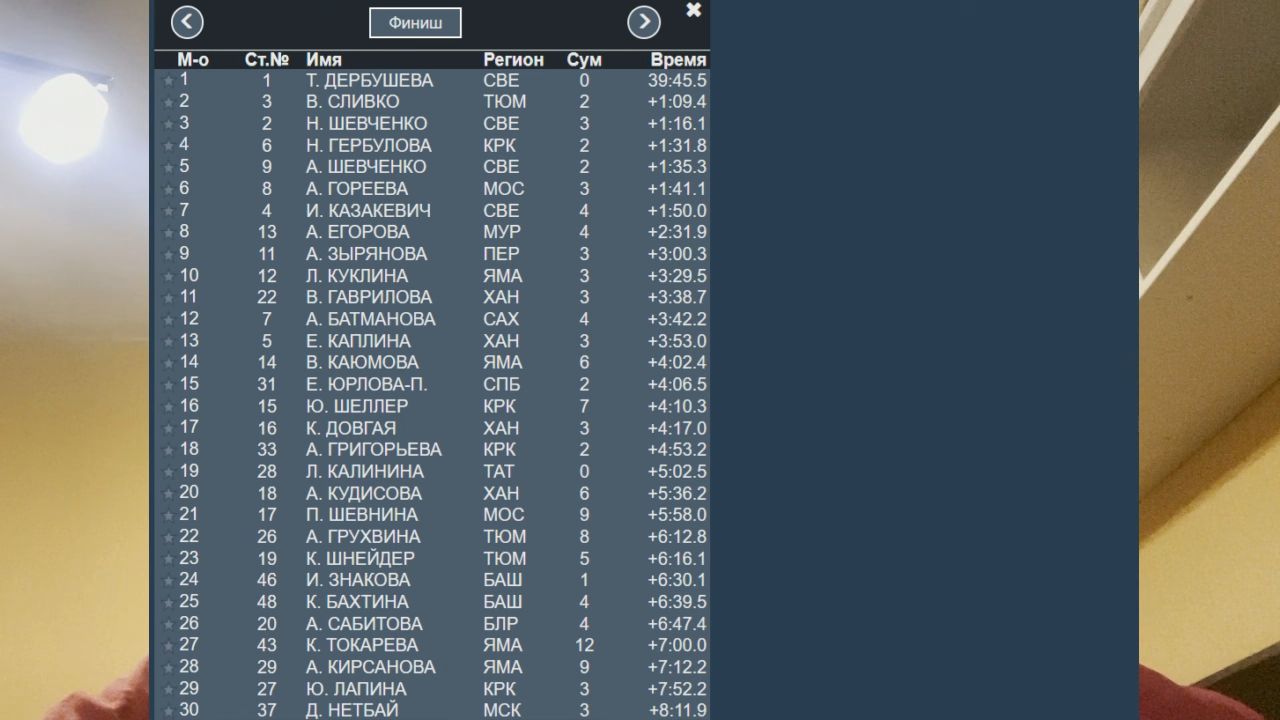 Финиш
М-о Ст.№ Имя Регион Сум Время
1 1 Т. ДЕРБУШЕВА СВЕ 0 39:45.5
2 3 В. СЛИВКО ТЮМ 2 +1:09.4
3 2 Н. ШЕВЧЕНКО СВЕ 3 +1:16.1
4 6 Н. ГЕРБУЛОВА КРК 2 +1:31.8
5 9 А. ШЕВЧЕНКО СВЕ 2 +1:35.3
6 8 А. ГОРЕЕВА МОС 3 +1:41.1
7 4 И. КАЗАКЕВИЧ СВЕ 4 +1:50.0
8 13 А. ЕГОРОВА МУР 4 +2:31.9
9 11 А. ЗЫРЯНОВА ПЕР 3 +3:00.3
10 12 Л. КУКЛИНА ЯМА 3 +3:29.5
11 22 В. ГАВРИЛОВА ХАН 3 +3:38.7
12 7 А. БАТМАНОВА САХ 4 +3:42.2
13 5 Е. КАПЛИНА ХАН 3 +3:53.0
14 14 В. КАЮМОВА ЯМА 6 +4:02.4
15 31 Е. ЮРЛОВА-П. СПБ 2 +4:06.5
16 15 Ю. ШЕЛЛЕР КРК 7 +4:10.3
17 16 К. ДОВГАЯ ХАН 3 +4:17.0
18 33 А. ГРИГОРЬЕВА КРК 2 +4:53.2
19 28 Л. КАЛИНИНА ТАТ 0 +5:02.5
20 18 А. КУДИСОВА ХАН 6 +5:36.2
21 17 П. ШЕВНИНА МОС 9 +5:58.0
22 26 А. ГРУХВИНА ТЮМ 8 +6:12.8
23 19 К. ШНЕЙДЕР ТЮМ 5 +6:16.1
24 46 И. ЗНАКОВА БАШ 1 +6:30.1
25 48 К. БАХТИНА БАШ 4 +6:39.5
26 20 А. САБИТОВА БЛР 4 +6:47.4
27 43 К. ТОКАРЕВА ЯМА 12 +7:00.0
28 29 А. КИРСАНОВА ЯМА 9 +7:12.2
29 27 Ю. ЛАПИНА КРК 3 +7:52.2
30 37 Д. НЕТБАЙ МСК 3 +8:11.9